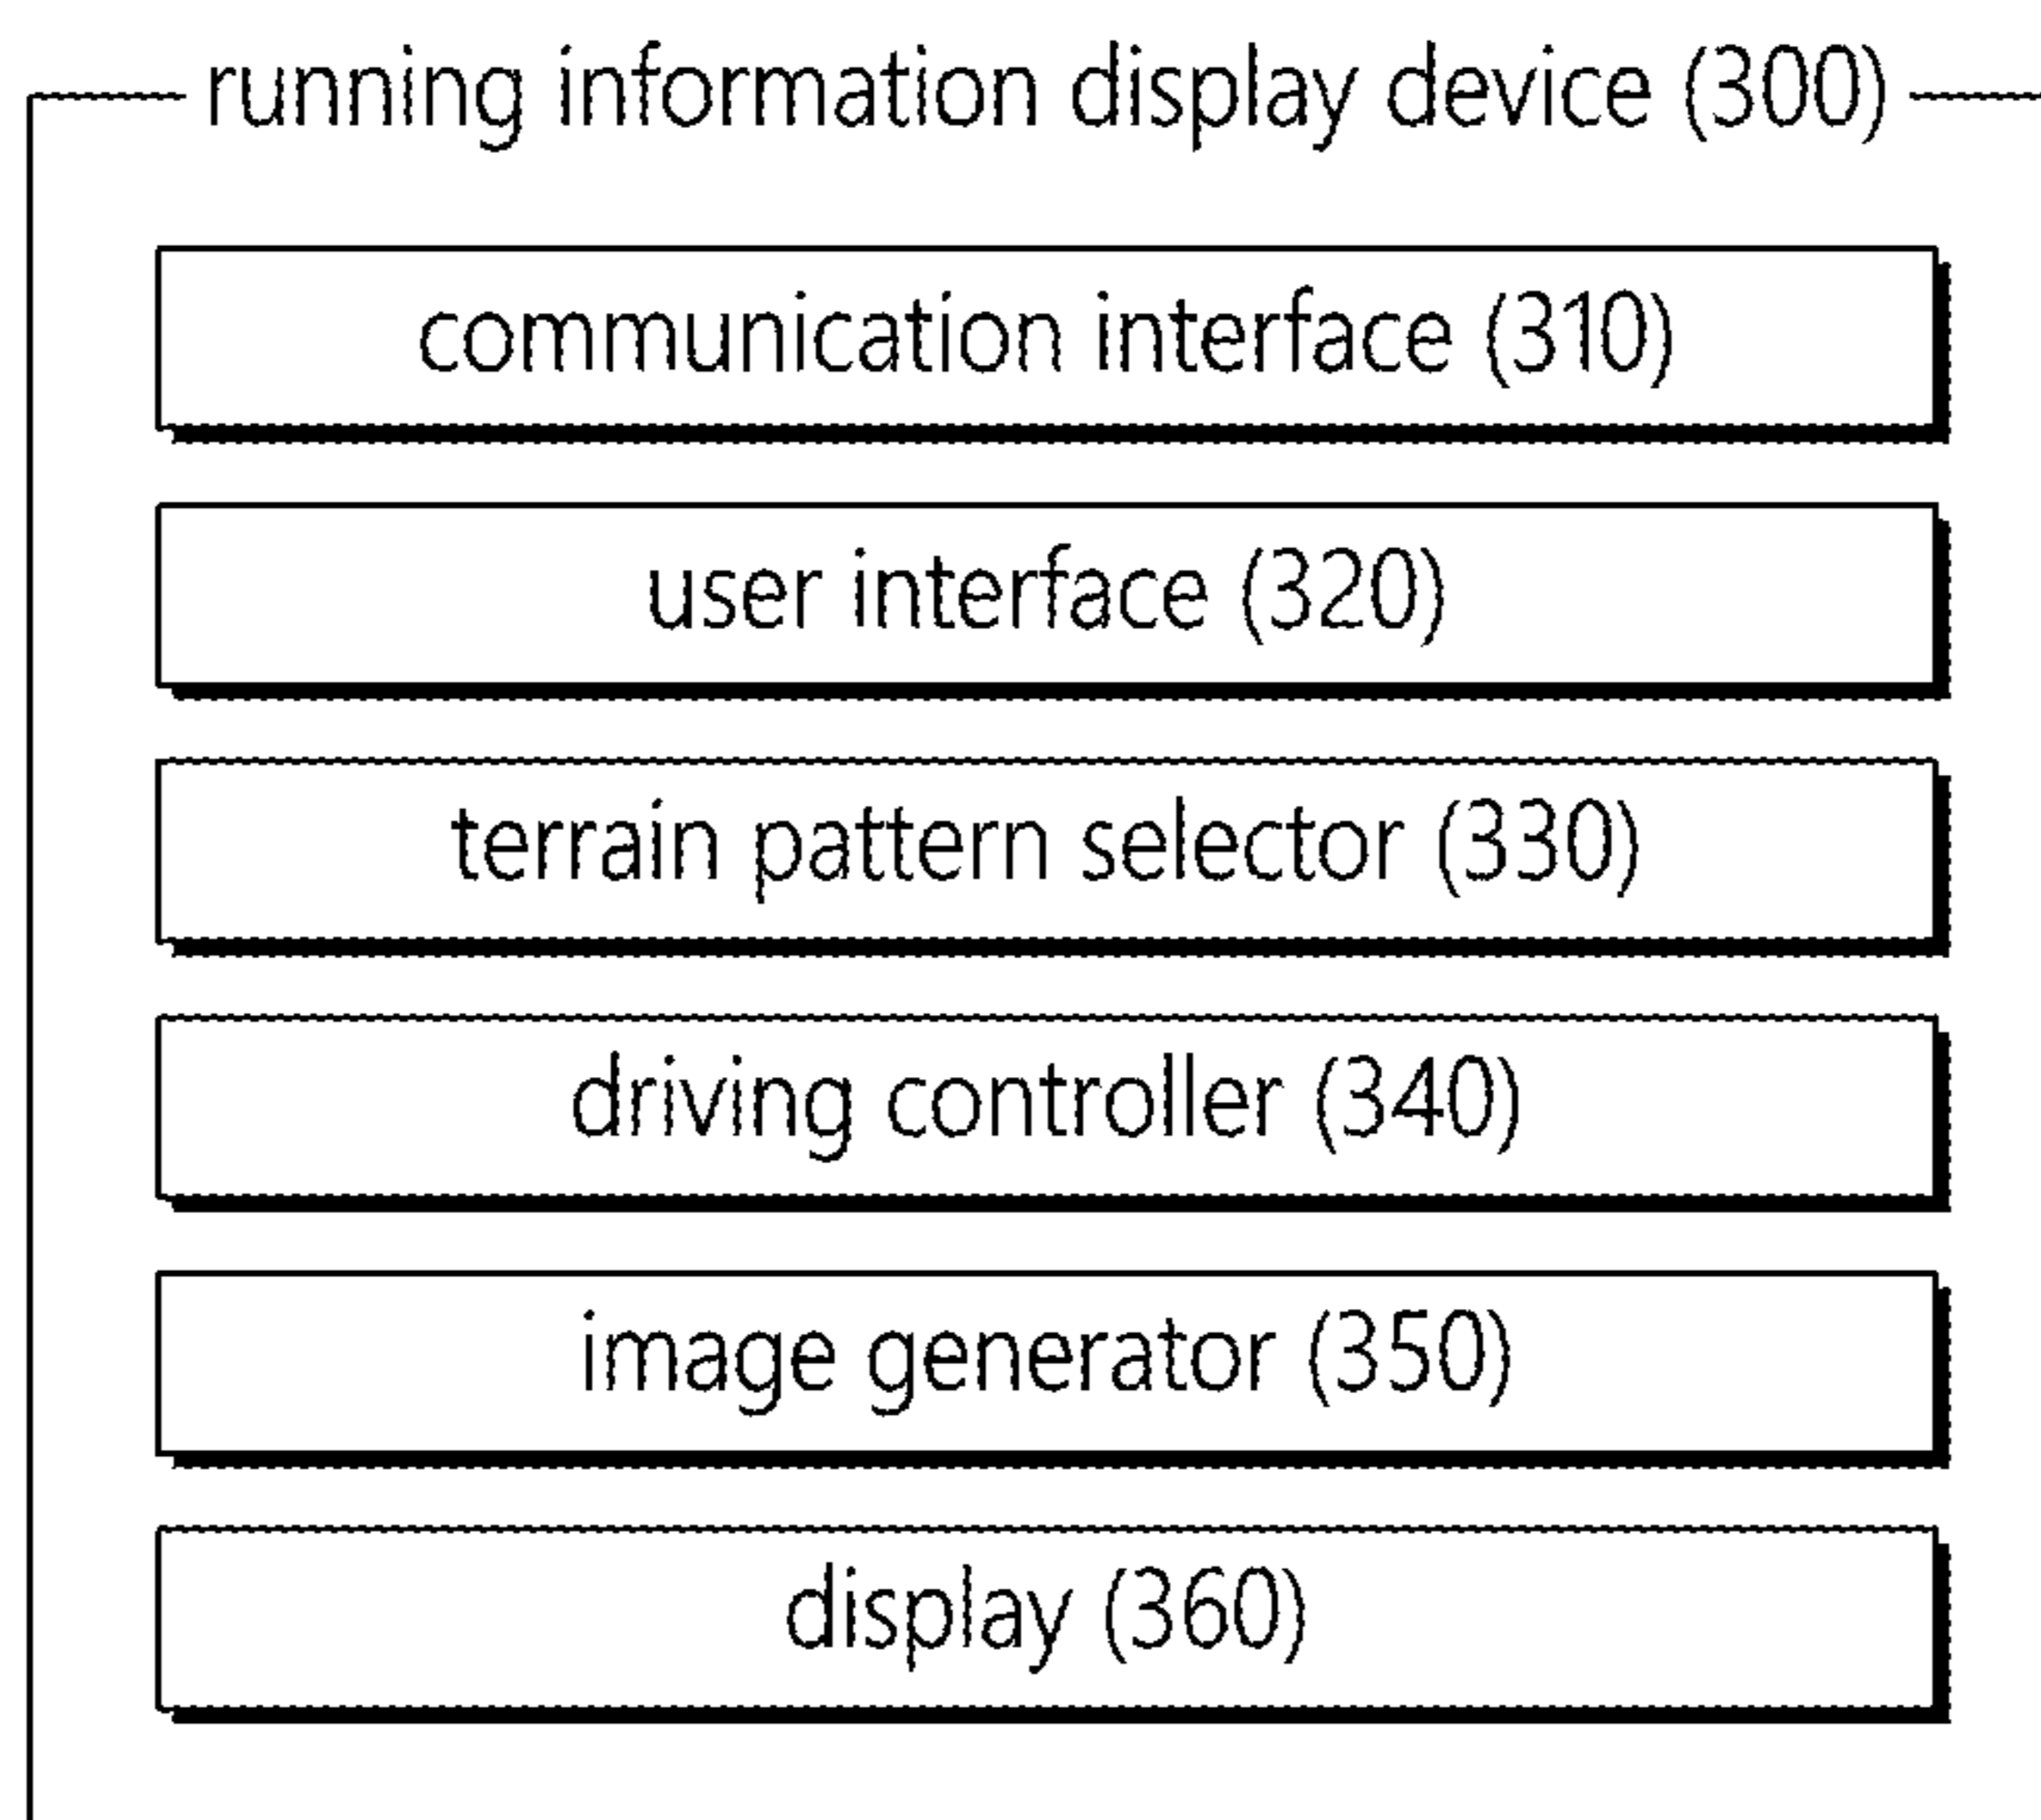 running information display device (300)
communication interface (310)
user interface (320)
terrain pattern selector (330)
driving controller (340)
image generator (350)
display (360)